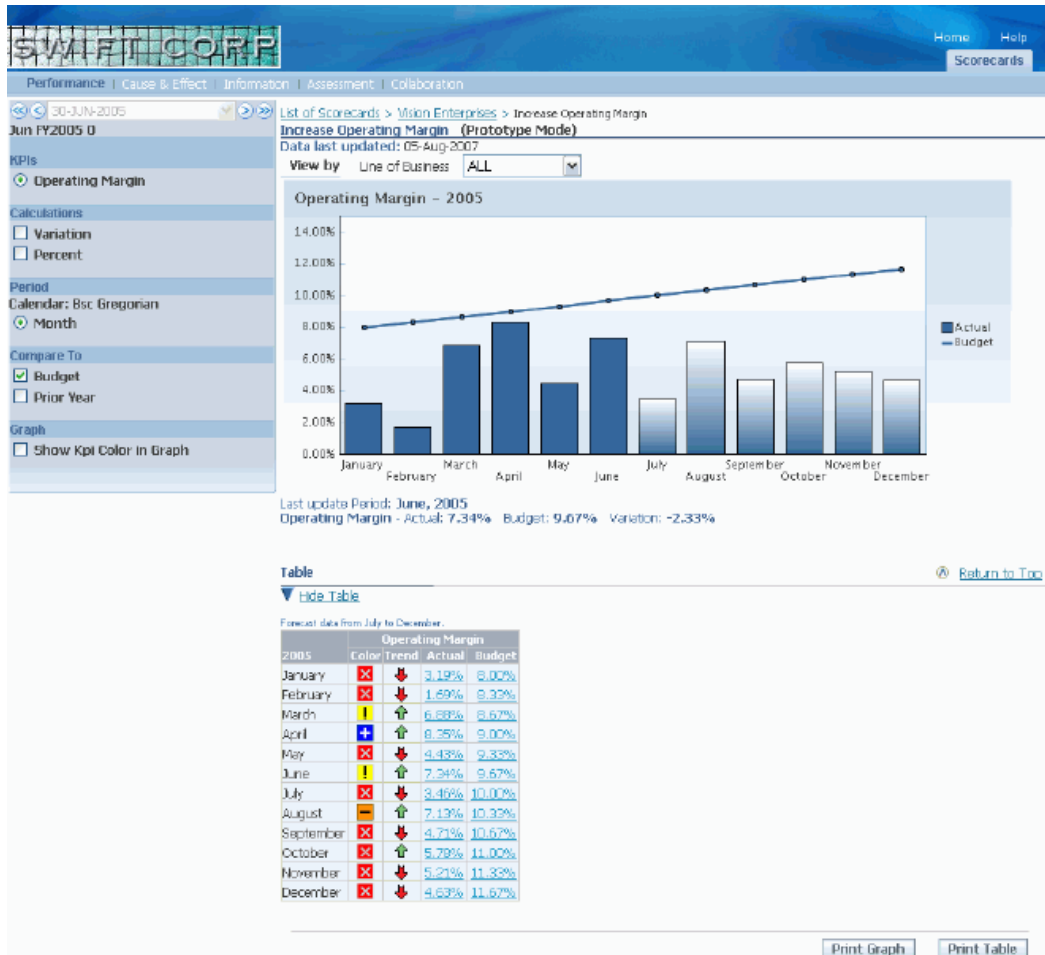 SWIFT CORP
Home Help
Scorecards
Performance | Cause & Effect | Information | Assessment | Collaboration
30-JUN-2005
Jun FY2005 0
KPIs
Operating Margin
Calculations
Variation
Percent
Period
Calendar: Bsc Gregorian
Month
Compare To
Budget
Prior Year
Graph
Show Kpi Color in Graph
List of Scorecards > Vision Enterprises > Increase Operating Margin
Increase Operating Margin (Prototype Mode)
Data last updated: 05-Aug-2007
View by Line of Business ALL
Operating Margin - 2005
14.00%
12.00%
10.00%
8.00%
6.00%
4.00%
2.00%
0.00%
January February March April May June July August September October November December
Actual
Budget
Last update Period: June, 2005
Operating Margin - Actual: 7.34% Budget: 9.67% Variation: -2.33%
Table
Return to Top
Hide Table
Forecast data from July to December.
Operating Margin
2005 Color Trend Actual Budget
January 3.19% 8.00%
February 1.69% 8.33%
March 6.88% 8.67%
April 8.35% 9.00%
May 4.43% 9.33%
June 7.34% 9.67%
July 3.46% 10.00%
August 7.13% 10.33%
September 4.71% 10.67%
October 5.78% 11.00%
November 5.21% 11.33%
December 4.63% 11.67%
Print Graph Print Table